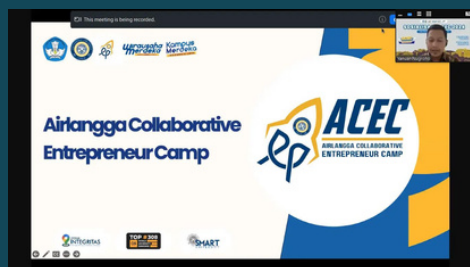 This meeting is being recorded.
wirausaha
Merdeka
Kampus
Merdeka
Airlangga Collaborative
Entrepreneur Camp
ACEC
AIRLANGGA COLLABORATIVE
ENTREPRENEUR CAMP
INTEGRITAS
TOP #300
SMART